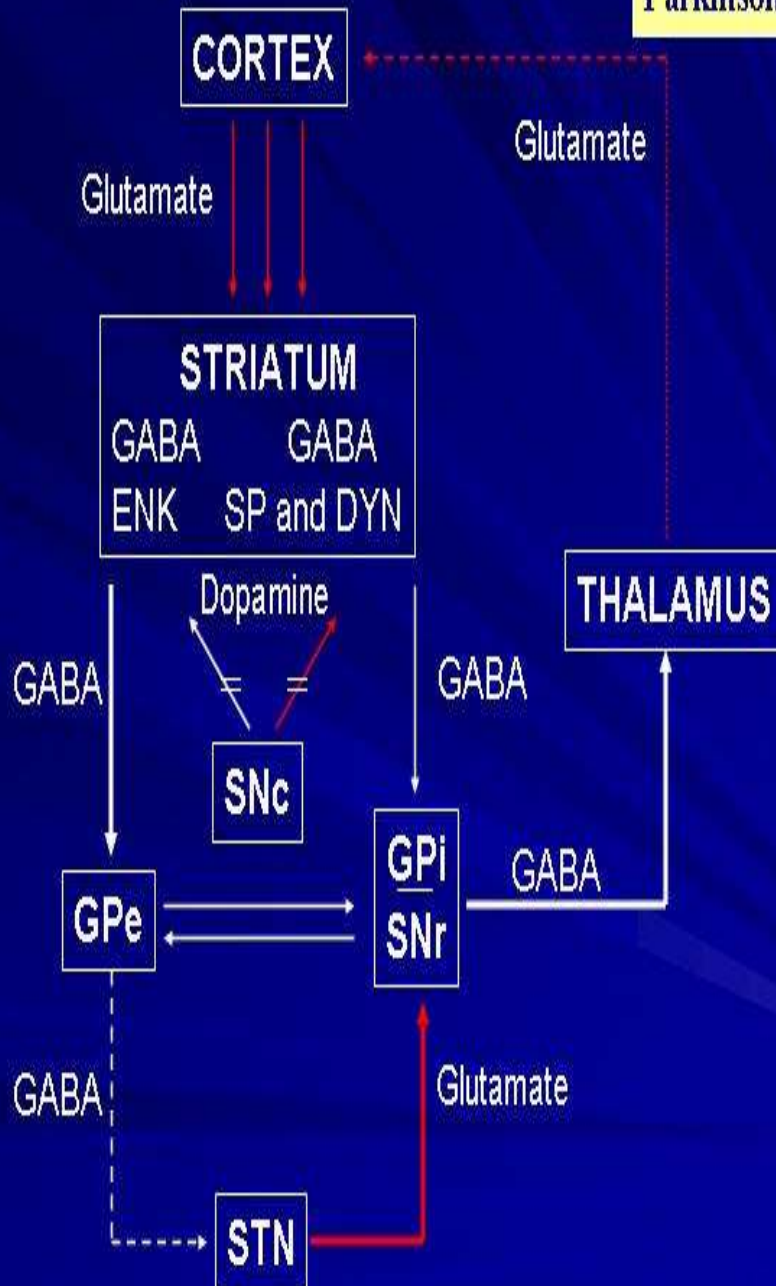 Parkinson
CORTEX
Glutamate
Glutamate
STRIATUM
GABA GABA
ENK SP and DYN
Dopamine
THALAMUS
GABA
GABA
SNc
GPi
SNr
GABA
GPe
GABA
Glutamate
STN